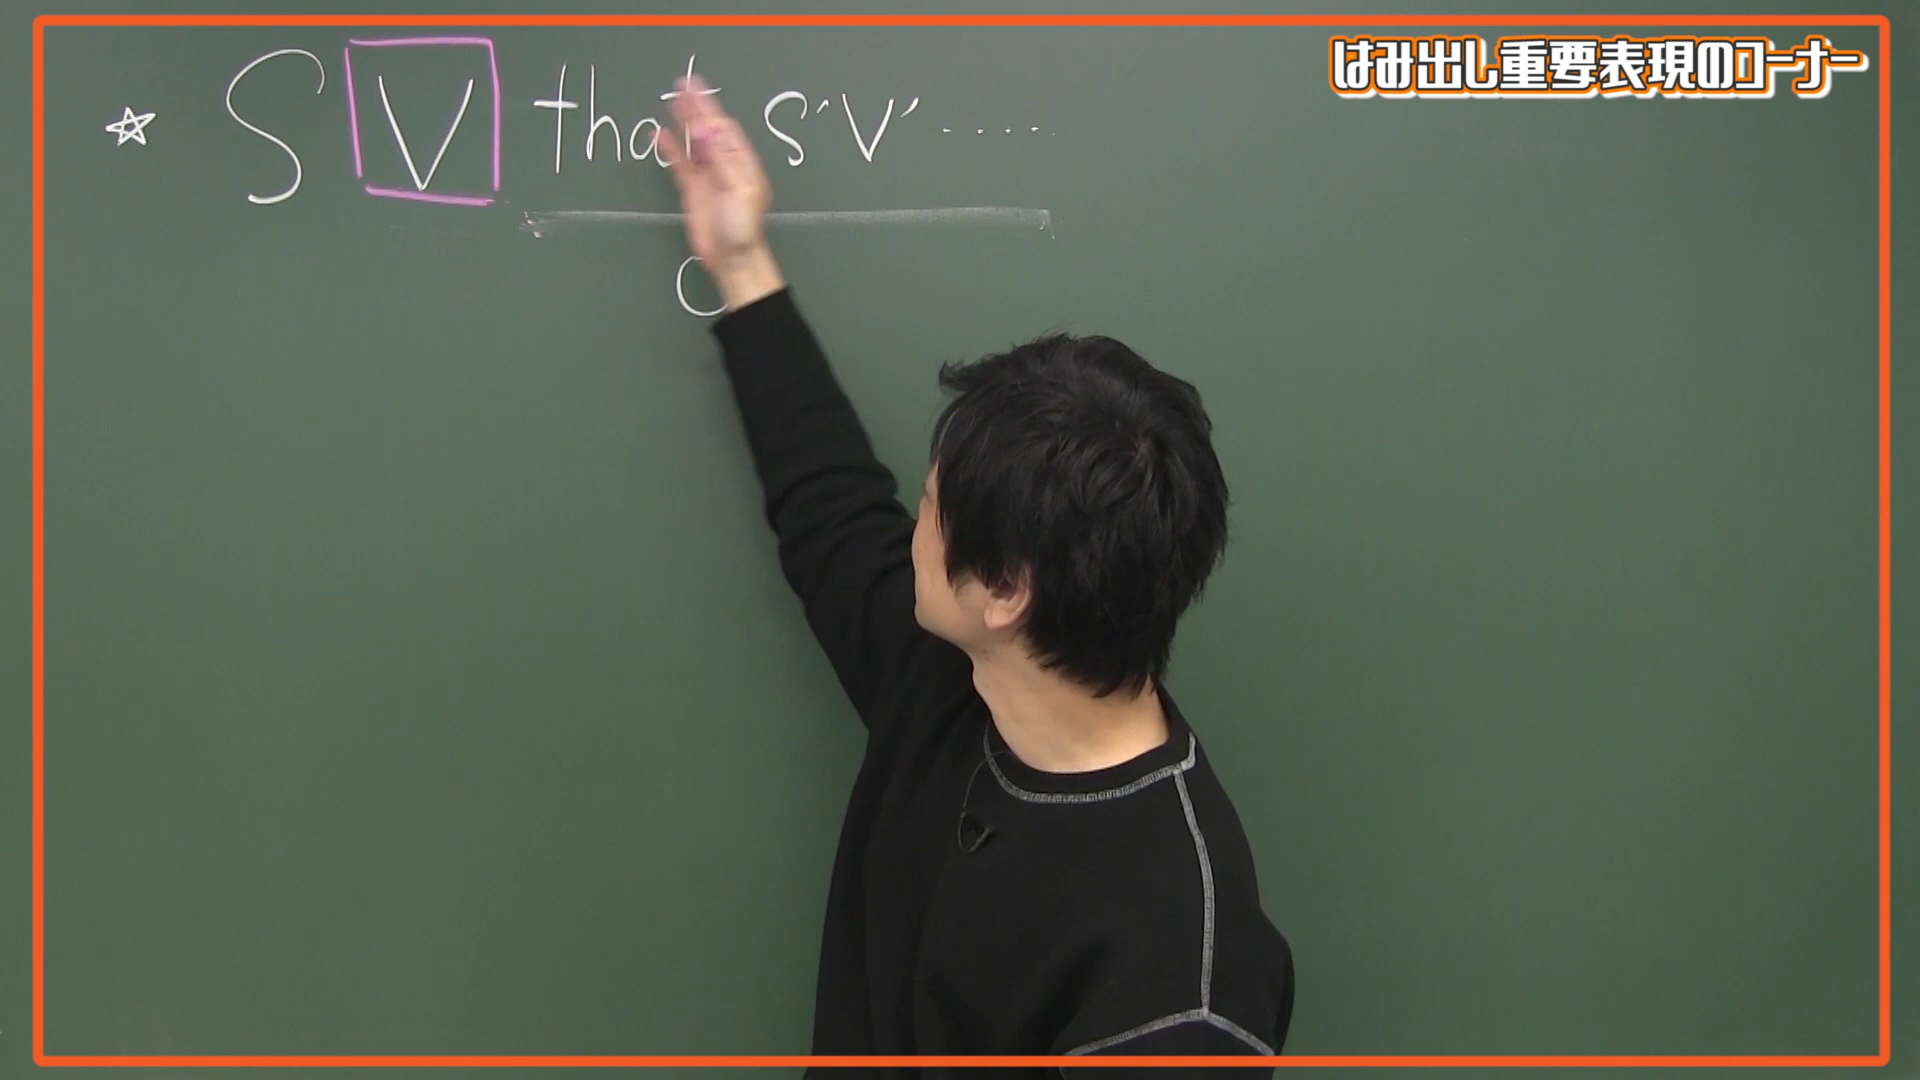 はみ出し重要表現のコーナー
☆ S V that S′ V′ .....
O